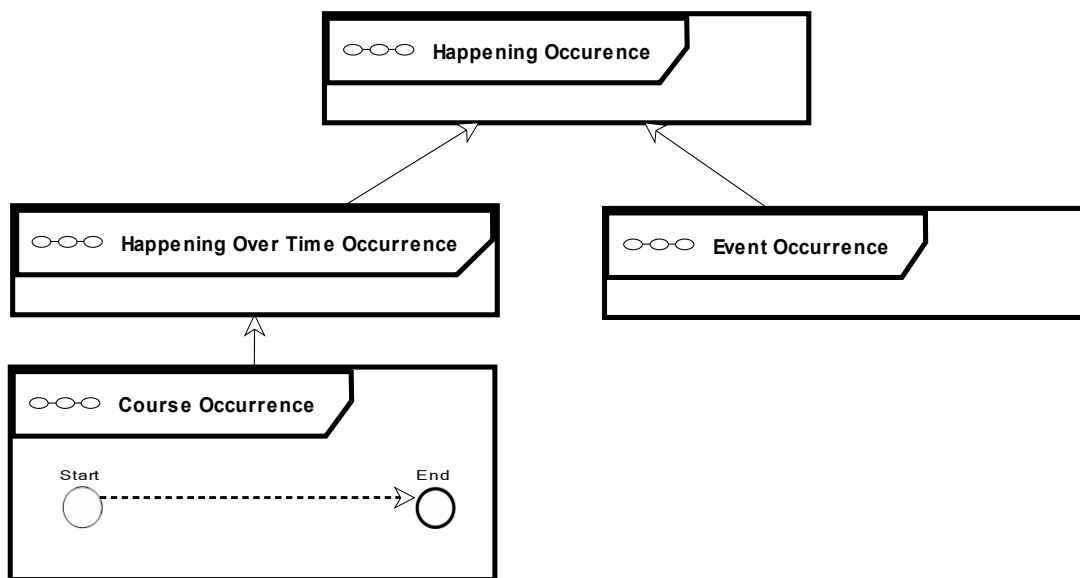 Happening Occurence
Happening Over Time Occurrence
Event Occurrence
Course Occurrence
Start
End